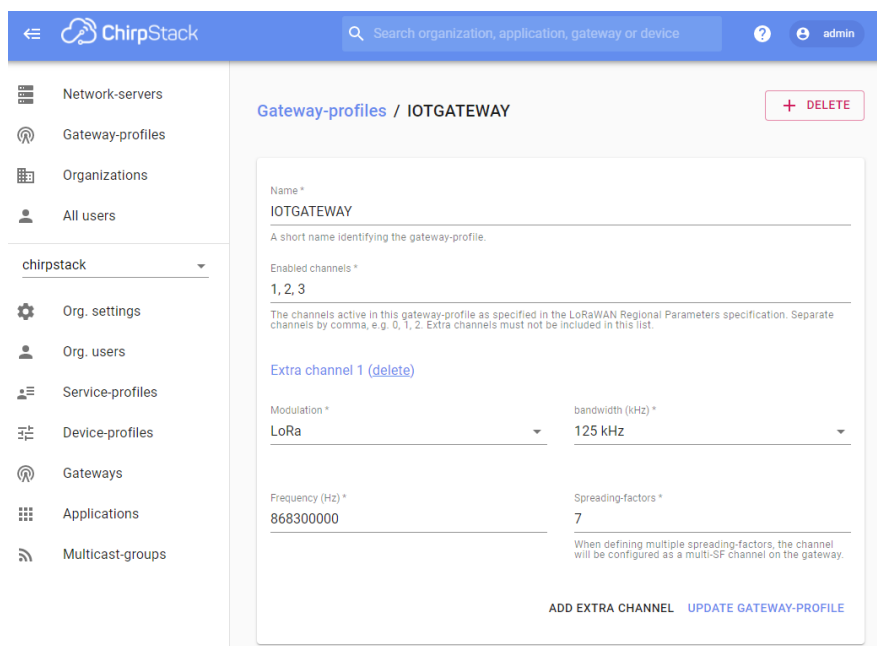 ChirpStack
Search organization, application, gateway or device
? admin
Network-servers
Gateway-profiles
Organizations
All users
chirpstack
Org. settings
Org. users
Service-profiles
Device-profiles
Gateways
Applications
Multicast-groups
Gateway-profiles / IOTGATEWAY
+ DELETE
Name *
IOTGATEWAY
A short name identifying the gateway-profile.
Enabled channels *
1, 2, 3
The channels active in this gateway-profile as specified in the LoRaWAN Regional Parameters specification. Separate
channels by comma, e.g. 0, 1, 2. Extra channels must not be included in this list.
Extra channel 1 (delete)
Modulation *
LoRa
bandwidth (kHz) *
125 kHz
Frequency (Hz) *
868300000
Spreading-factors *
7
When defining multiple spreading-factors, the channel
will be configured as a multi-SF channel on the gateway.
ADD EXTRA CHANNEL UPDATE GATEWAY-PROFILE